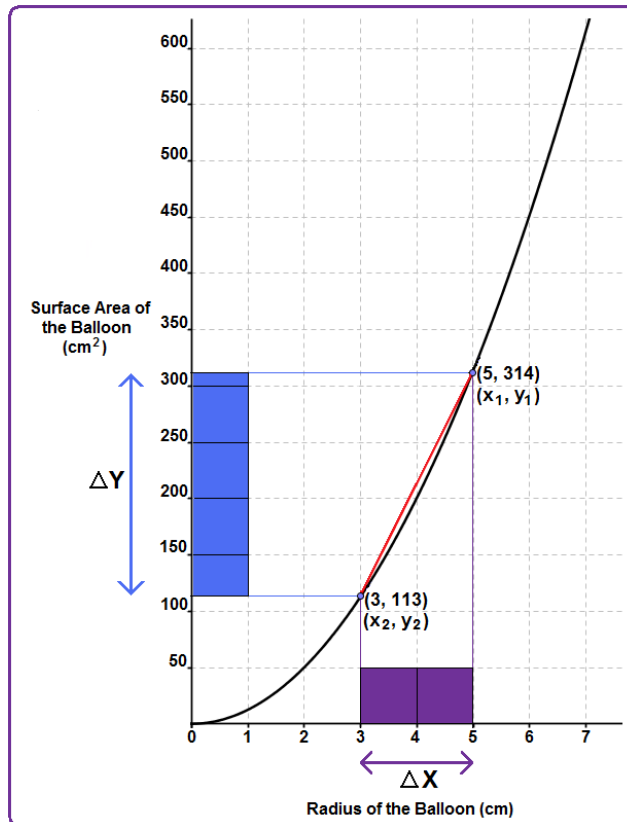 600
550
500
450
400
350
Surface Area of
the Balloon
(cm²)
300
(5, 314)
(x₁, y₁)
250
△Y
200
150
100
(3, 113)
(x₂, y₂)
50
0 1 2 3 4 5 6 7
△X
Radius of the Balloon (cm)